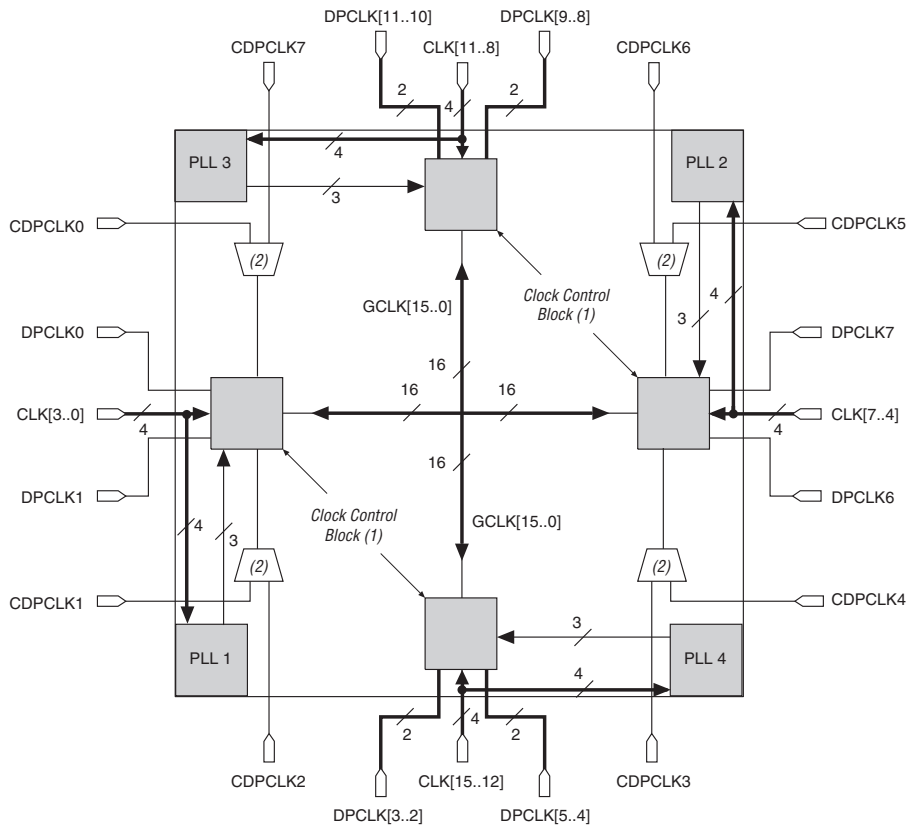 DPCLK[11..10]
DPCLK[9..8]
CDPCLK7
CLK[11..8]
CDPCLK6
2
4
2
PLL 3
4
3
PLL 2
CDPCLK0
CDPCLK5
(2)
(2)
GCLK[15..0]
Clock Control
Block (1)
4
3
DPCLK0
DPCLK7
16
16
16
CLK[3..0]
4
CLK[7..4]
4
16
DPCLK1
DPCLK6
4
3
Clock Control
Block (1)
GCLK[15..0]
(2)
(2)
CDPCLK1
CDPCLK4
3
PLL 1
PLL 4
4
2
4
2
CDPCLK2
CLK[15..12]
CDPCLK3
DPCLK[3..2]
DPCLK[5..4]